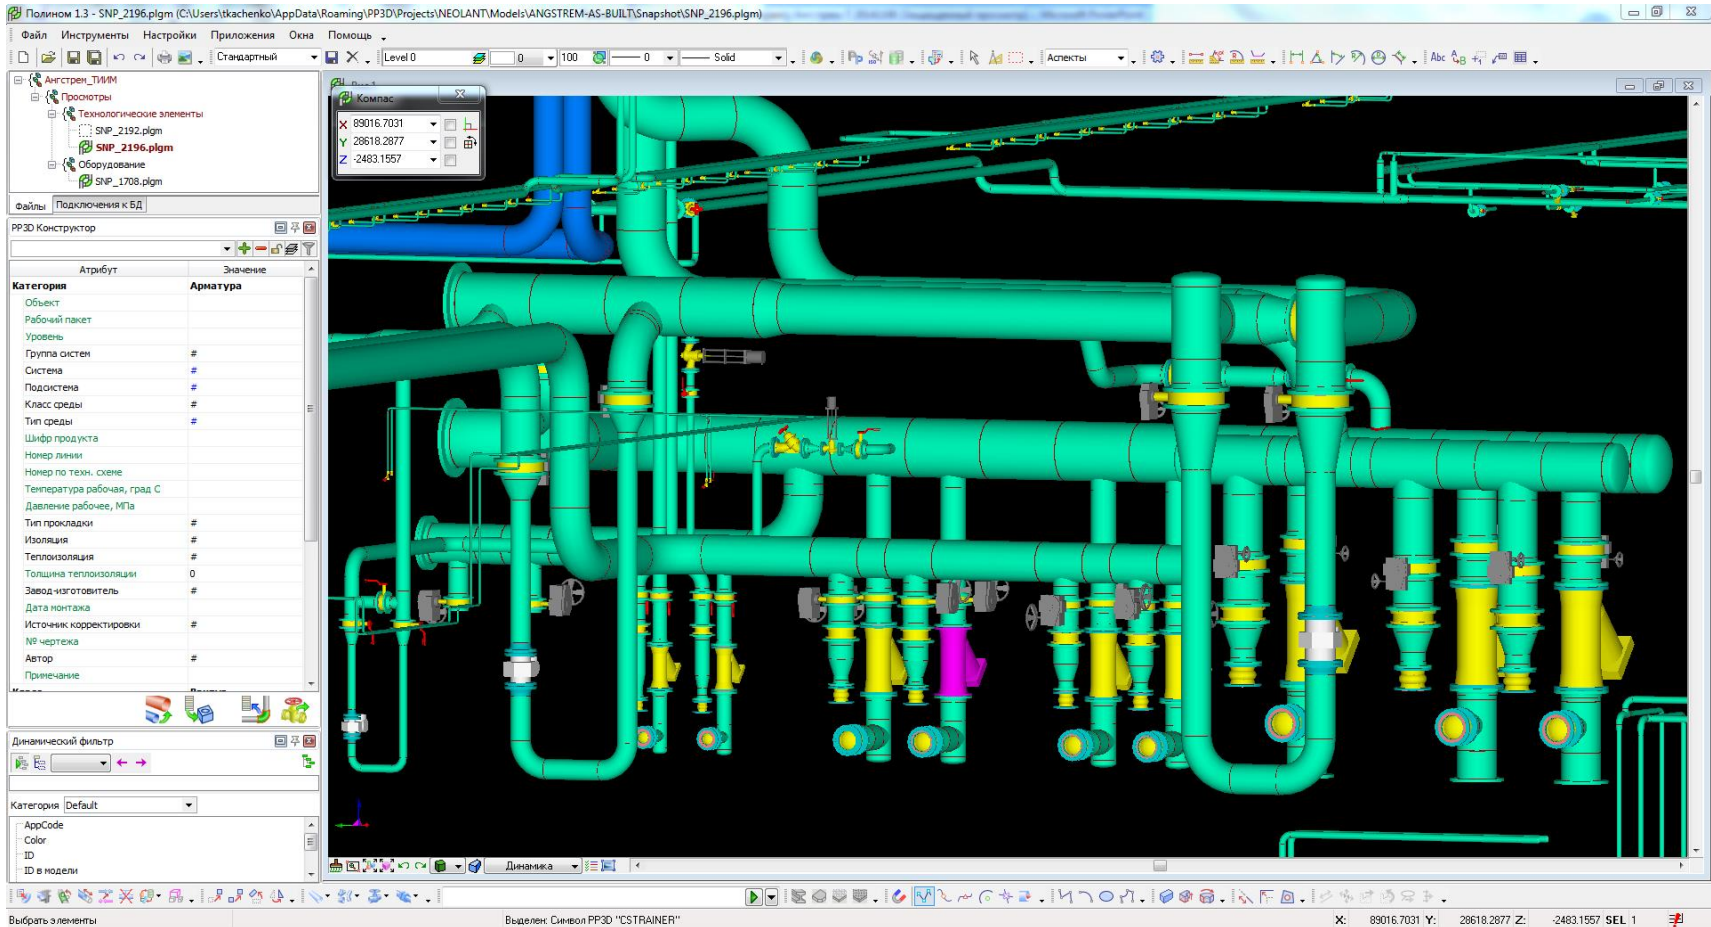 Полином 1.3 - SNP_2196.plgm (C:\Users\tkachenko\AppData\Roaming\PP3D\Projects\NEOLANT\Models\ANGSTREM-AS-BUILT\Snapshot\SNP_2196.plgm)
Файл Инструменты Настройки Приложения Окна Помощь
Стандартный Level 0 0 100 0 Solid Аспекты Abc
Ангстрем_ТИИМ
Просмотры
Технологические элементы
SNP_2192.plgm
SNP_2196.plgm
Оборудование
SNP_1708.plgm
Файлы Подключения к БД
Компас
X 89016.7031
Y 28618.2877
Z -2483.1557
PP3D Конструктор
Атрибут Значение
Категория Арматура
Объект
Рабочий пакет
Уровень
Группа систем #
Система #
Подсистема #
Класс среды #
Тип среды #
Шифр продукта
Номер линии
Номер по техн. схеме
Температура рабочая, град С
Давление рабочее, МПа
Тип прокладки #
Изоляция #
Теплоизоляция #
Толщина теплоизоляции 0
Завод-изготовитель #
Дата монтажа
Источник корректировки #
№ чертежа
Автор #
Примечание
Динамический фильтр
Категория Default
AppCode
Color
ID
ID в модели
Динамика
Выбрать элементы Выделен: Символ PP3D "CSTRAINER" X: 89016.7031 Y: 28618.2877 Z: -2483.1557 SEL 1